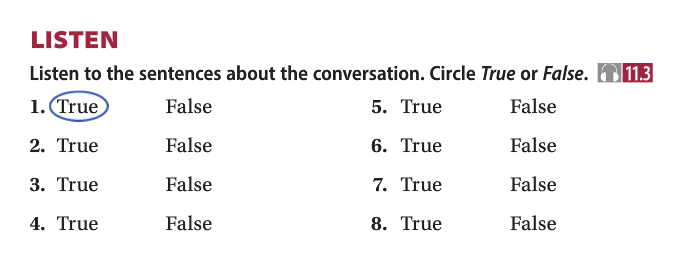 LISTEN
Listen to the sentences about the conversation. Circle True or False. 11.3
1. True False 5. True False
2. True False 6. True False
3. True False 7. True False
4. True False 8. True False